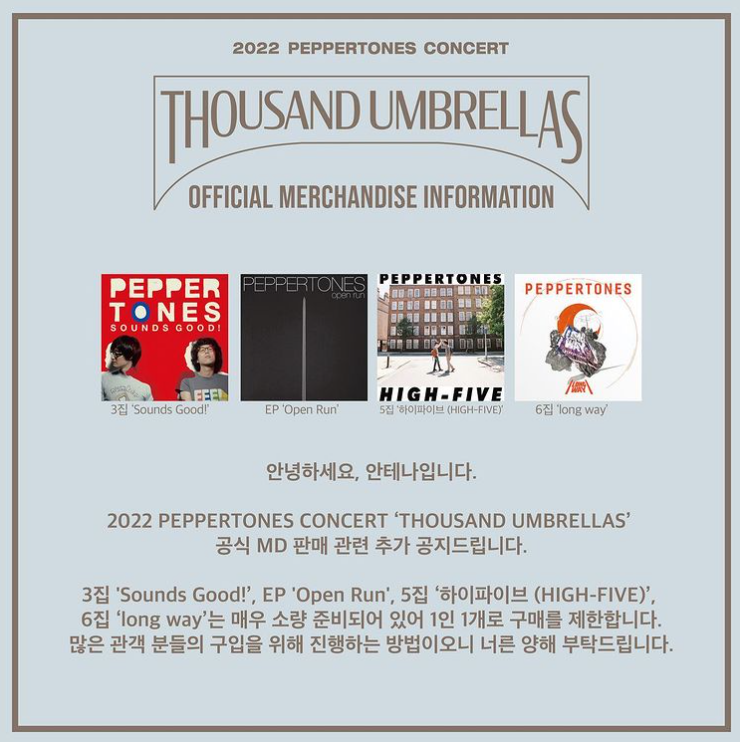 2022 PEPPERTONES CONCERT
THOUSAND UMBRELLAS
OFFICIAL MERCHANDISE INFORMATION
PEPPER
TONES
SOUNDS GOOD!
PEPPERTONES
open run
PEPPERTONES
HIGH-FIVE
PEPPERTONES
LONG
WAY
3집 'Sounds Good!'
EP 'Open Run'
5집 '하이파이브 (HIGH-FIVE)'
6집 'long way'
안녕하세요, 안테나입니다.
2022 PEPPERTONES CONCERT ‘THOUSAND UMBRELLAS’
공식 MD 판매 관련 추가 공지드립니다.
3집 'Sounds Good!’, EP 'Open Run', 5집 ‘하이파이브 (HIGH-FIVE)’,
6집 ‘long way’는 매우 소량 준비되어 있어 1인 1개로 구매를 제한합니다.
많은 관객 분들의 구입을 위해 진행하는 방법이오니 너른 양해 부탁드립니다.